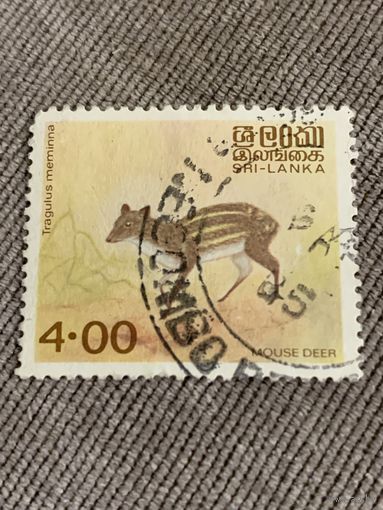 ශ්‍රී ලංකා
இலங்கை
SRI-LANKA
Tragulus meminna
4.00
MOUSE DEER